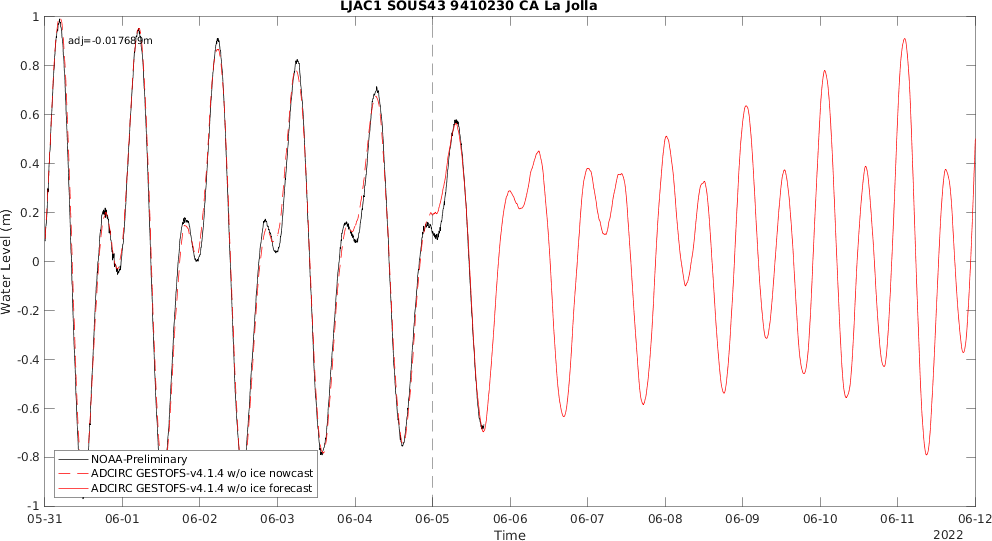 LJAC1 SOUS43 9410230 CA La Jolla
adj=-0.017689m
1
0.8
0.6
0.4
0.2
0
-0.2
-0.4
-0.6
-0.8
-1
Water Level (m)
NOAA-Preliminary
ADCIRC GESTOFS-v4.1.4 w/o ice nowcast
ADCIRC GESTOFS-v4.1.4 w/o ice forecast
05-31 06-01 06-02 06-03 06-04 06-05 06-06 06-07 06-08 06-09 06-10 06-11 06-12
Time
2022